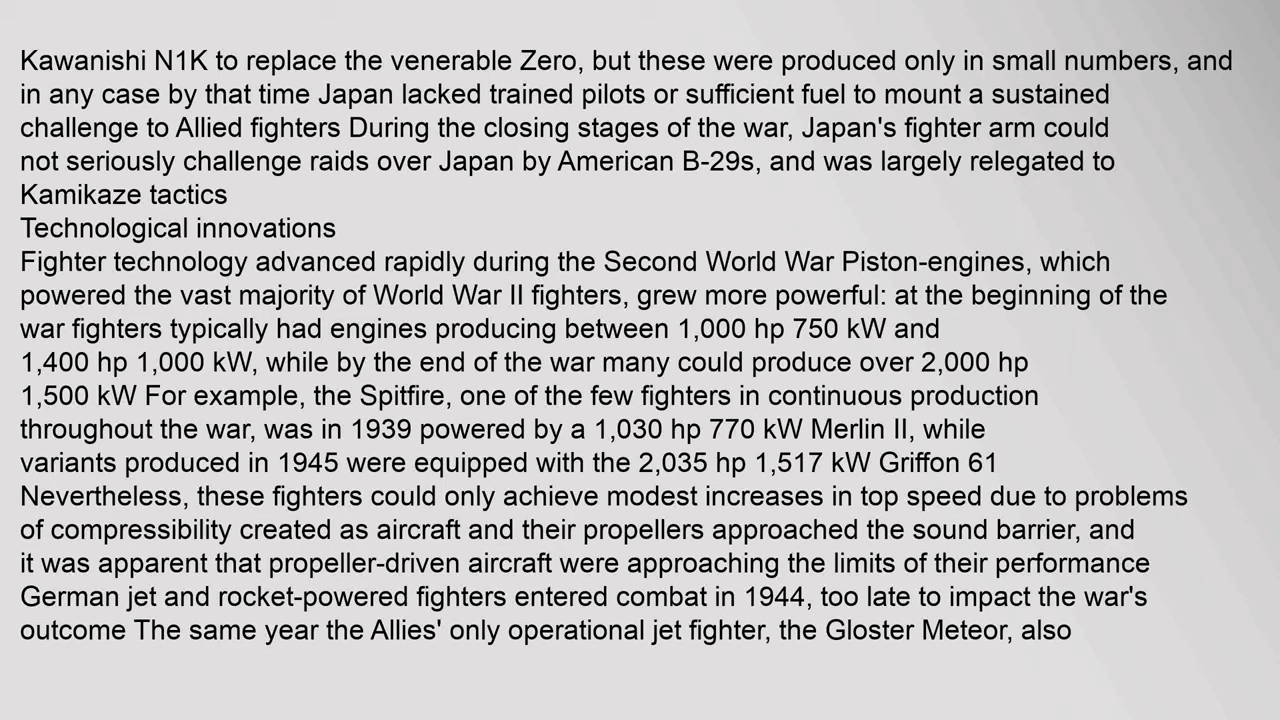 Kawanishi N1K to replace the venerable Zero, but these were produced only in small numbers, and
in any case by that time Japan lacked trained pilots or sufficient fuel to mount a sustained
challenge to Allied fighters During the closing stages of the war, Japan's fighter arm could
not seriously challenge raids over Japan by American B-29s, and was largely relegated to
Kamikaze tactics
Technological innovations
Fighter technology advanced rapidly during the Second World War Piston-engines, which
powered the vast majority of World War II fighters, grew more powerful: at the beginning of the
war fighters typically had engines producing between 1,000 hp 750 kW and
1,400 hp 1,000 kW, while by the end of the war many could produce over 2,000 hp
1,500 kW For example, the Spitfire, one of the few fighters in continuous production
throughout the war, was in 1939 powered by a 1,030 hp 770 kW Merlin II, while
variants produced in 1945 were equipped with the 2,035 hp 1,517 kW Griffon 61
Nevertheless, these fighters could only achieve modest increases in top speed due to problems
of compressibility created as aircraft and their propellers approached the sound barrier, and
it was apparent that propeller-driven aircraft were approaching the limits of their performance
German jet and rocket-powered fighters entered combat in 1944, too late to impact the war's
outcome The same year the Allies' only operational jet fighter, the Gloster Meteor, also